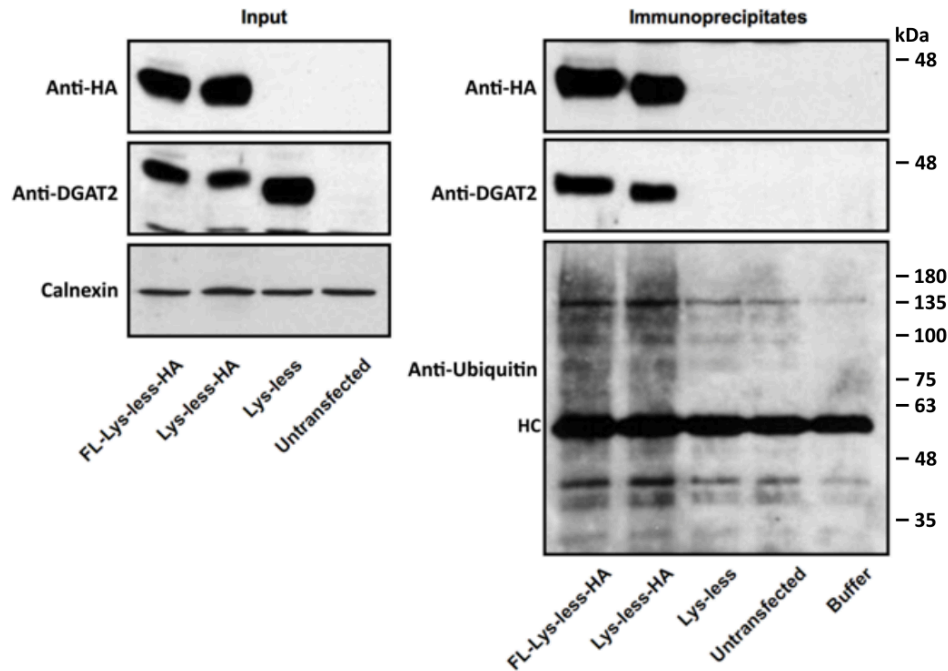 Input
Anti-HA
Anti-DGAT2
Calnexin
FL-Lys-less-HA
Lys-less-HA
Lys-less
Untransfected
Immunoprecipitates
kDa
Anti-HA
48
Anti-DGAT2
48
Anti-Ubiquitin
HC
180
135
100
75
63
48
35
FL-Lys-less-HA
Lys-less-HA
Lys-less
Untransfected
Buffer